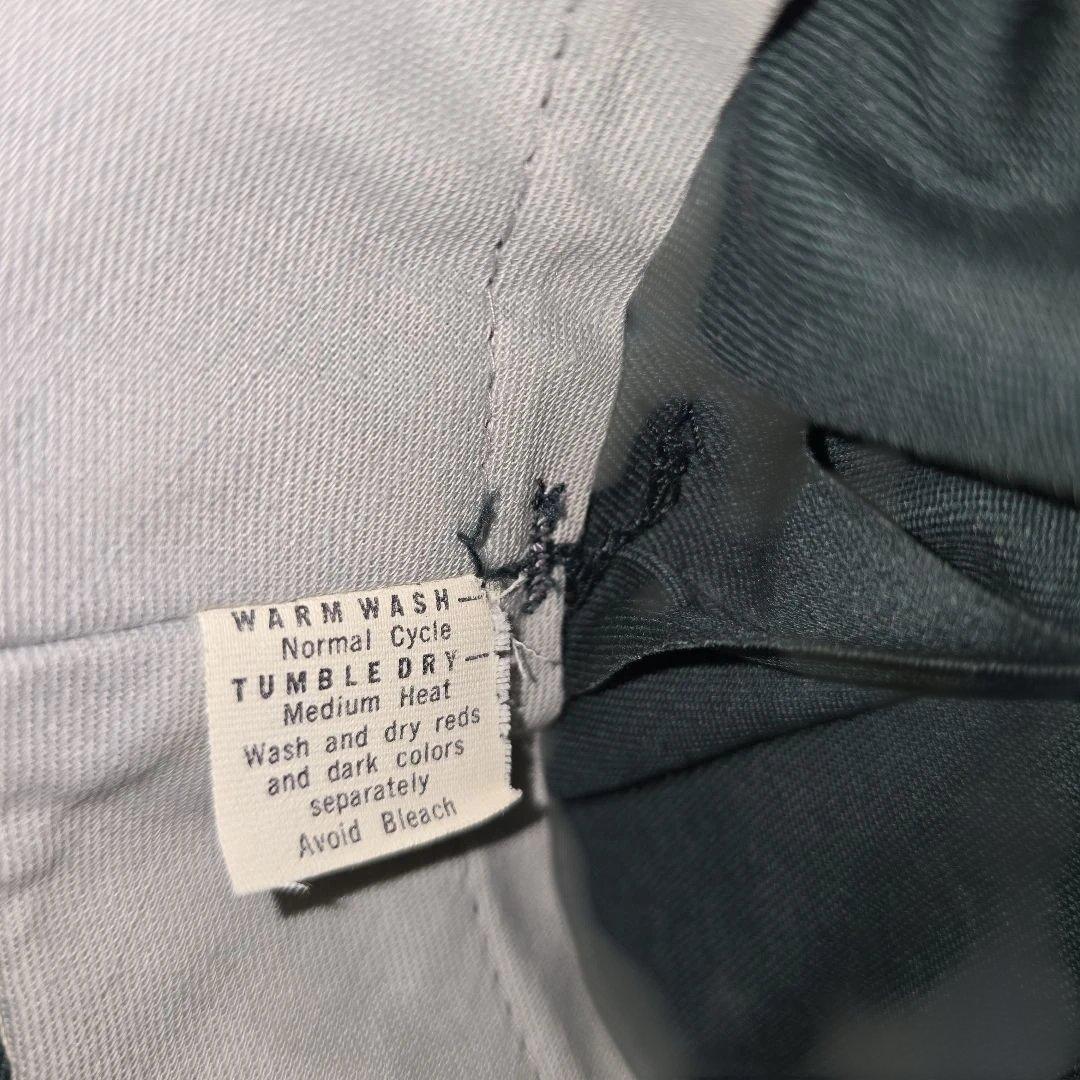 WARM WASH—
Normal Cycle
TUMBLE DRY—
Medium Heat
Wash and dry reds
and dark colors
separately
Avoid Bleach